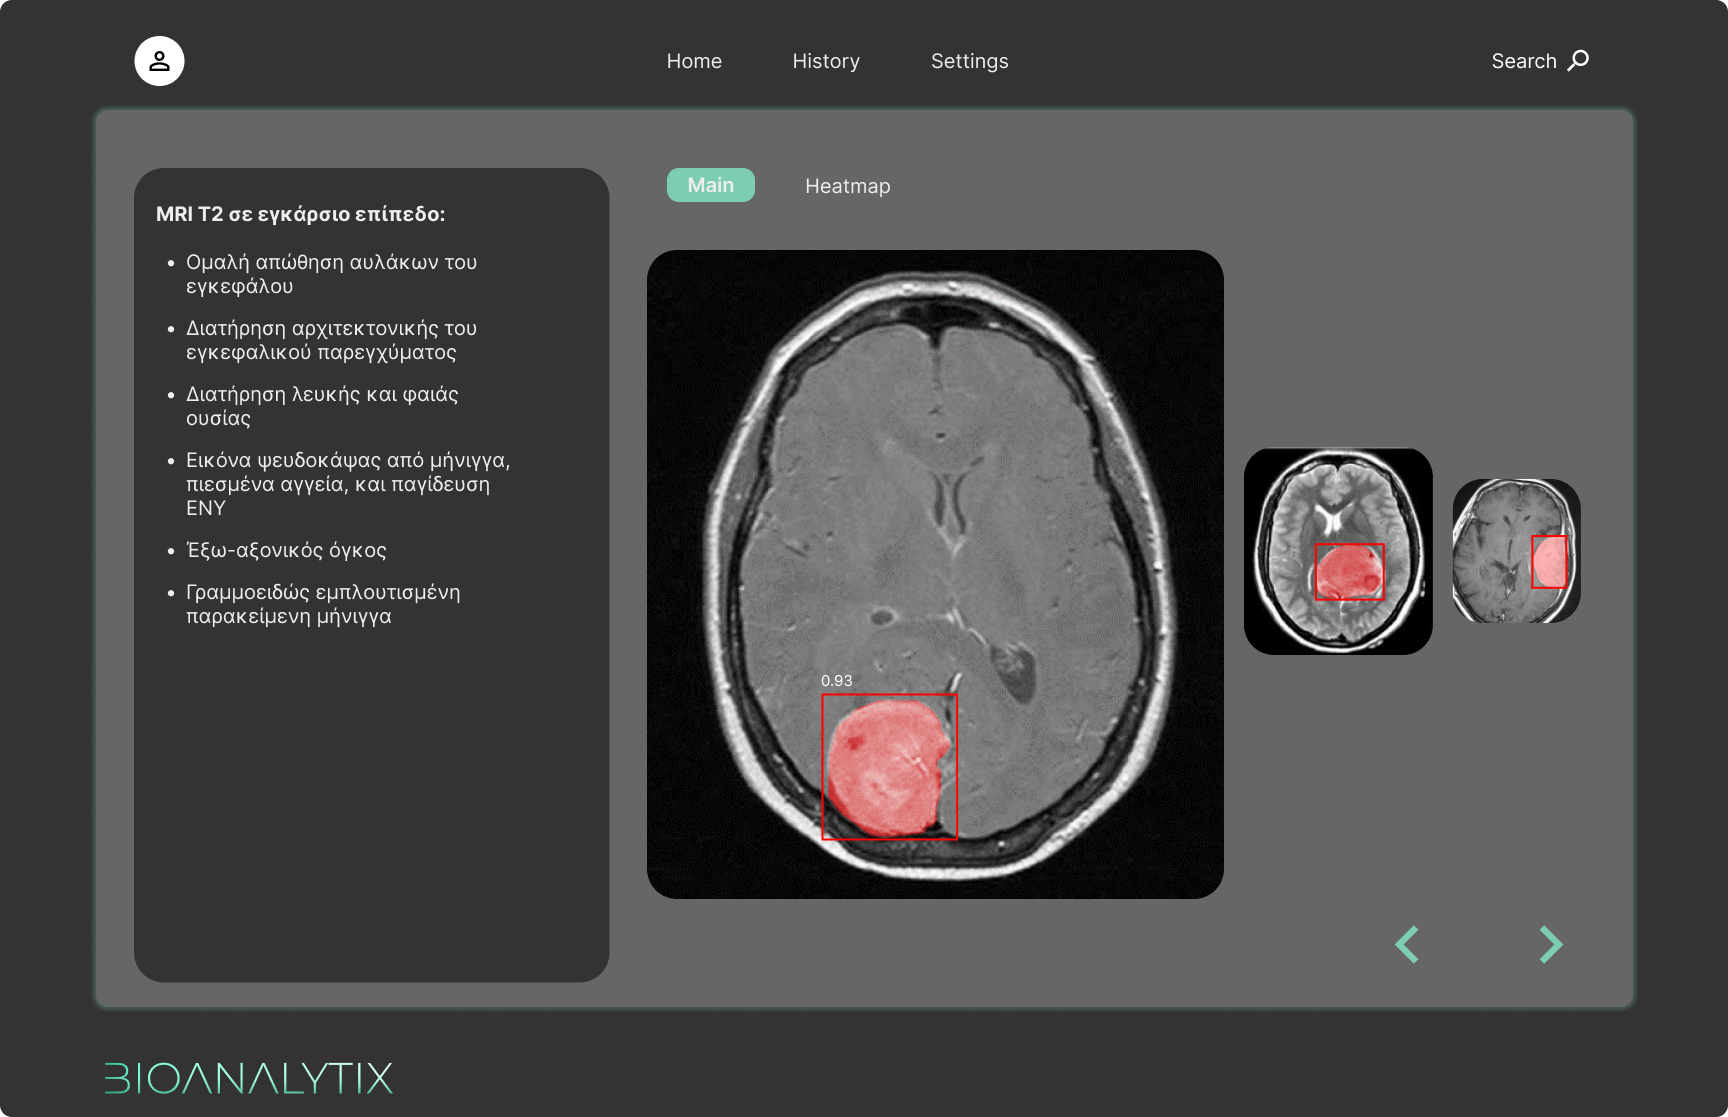 Home
History
Settings
Search
MRI T2 σε εγκάρσιο επίπεδο:
• Ομαλή απώθηση αυλάκων του
εγκεφάλου
• Διατήρηση αρχιτεκτονικής του
εγκεφαλικού παρεγχύματος
• Διατήρηση λευκής και φαιάς
ουσίας
• Εικόνα ψευδοκάψας από μήνιγγα,
πιεσμένα αγγεία, και παγίδευση
ΕΝΥ
• Έξω-αξονικός όγκος
• Γραμμοειδώς εμπλουτισμένη
παρακείμενη μήνιγγα
Main
Heatmap
0.93
BIOANALYTIX